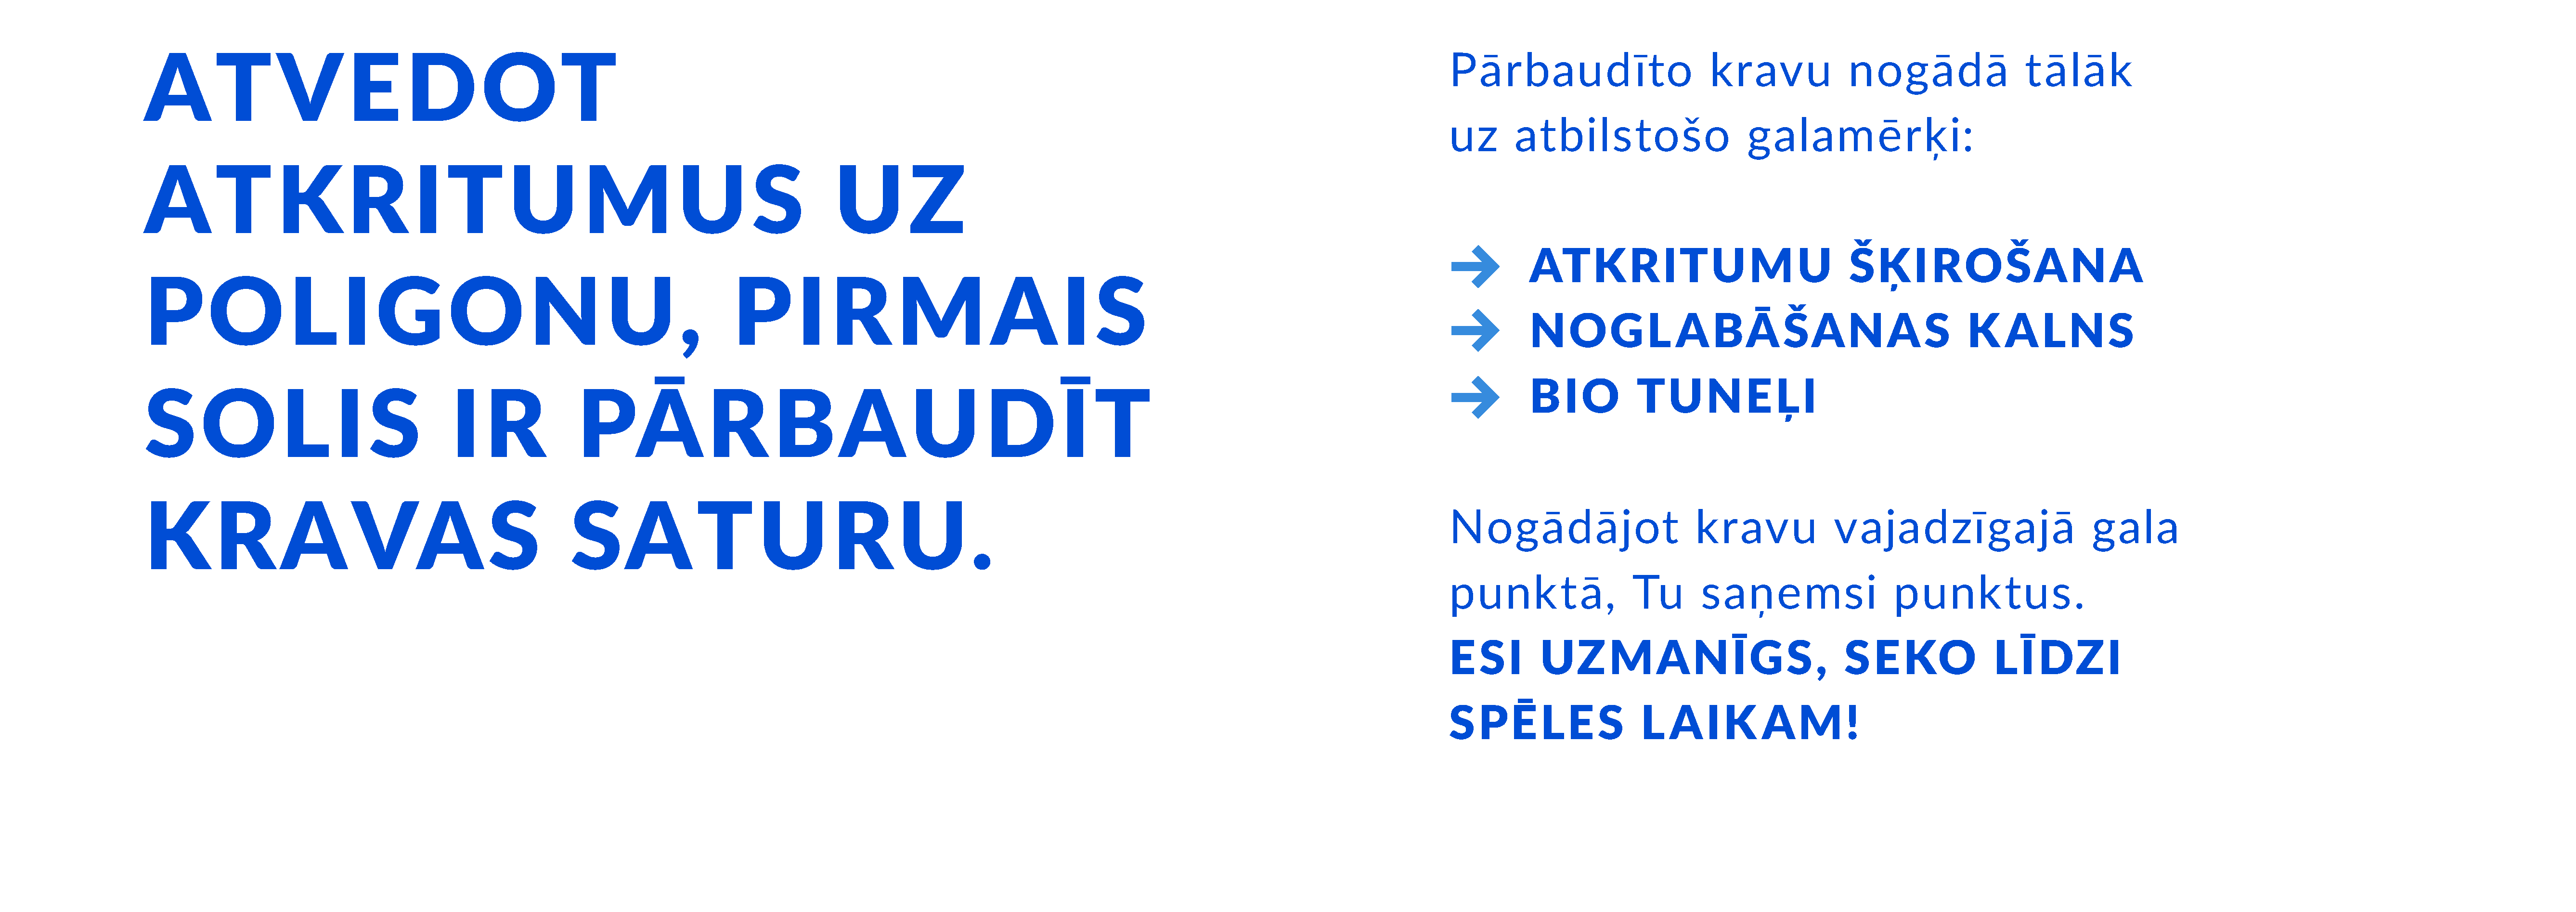 ATVEDOT
ATKRITUMUS UZ
POLIGONU, PIRMAIS
SOLIS IR PĀRBAUDĪT
KRAVAS SATURU.
Pārbaudīto kravu nogādā tālāk
uz atbilstošo galamērķi:
→ ATKRITUMU ŠĶIROŠANA
→ NOGLABĀŠANAS KALNS
→ BIO TUNEĻI
Nogādājot kravu vajadzīgajā gala
punktā, Tu saņemsi punktus.
ESI UZMANĪGS, SEKO LĪDZI
SPĒLES LAIKAM!